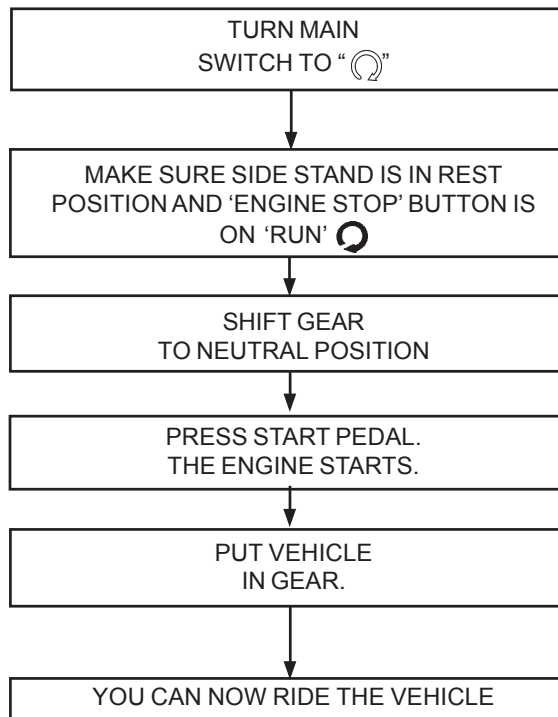 TURN MAIN
SWITCH TO “ ”
MAKE SURE SIDE STAND IS IN REST
POSITION AND ‘ENGINE STOP’ BUTTON IS
ON ‘RUN’
SHIFT GEAR
TO NEUTRAL POSITION
PRESS START PEDAL.
THE ENGINE STARTS.
PUT VEHICLE
IN GEAR.
YOU CAN NOW RIDE THE VEHICLE